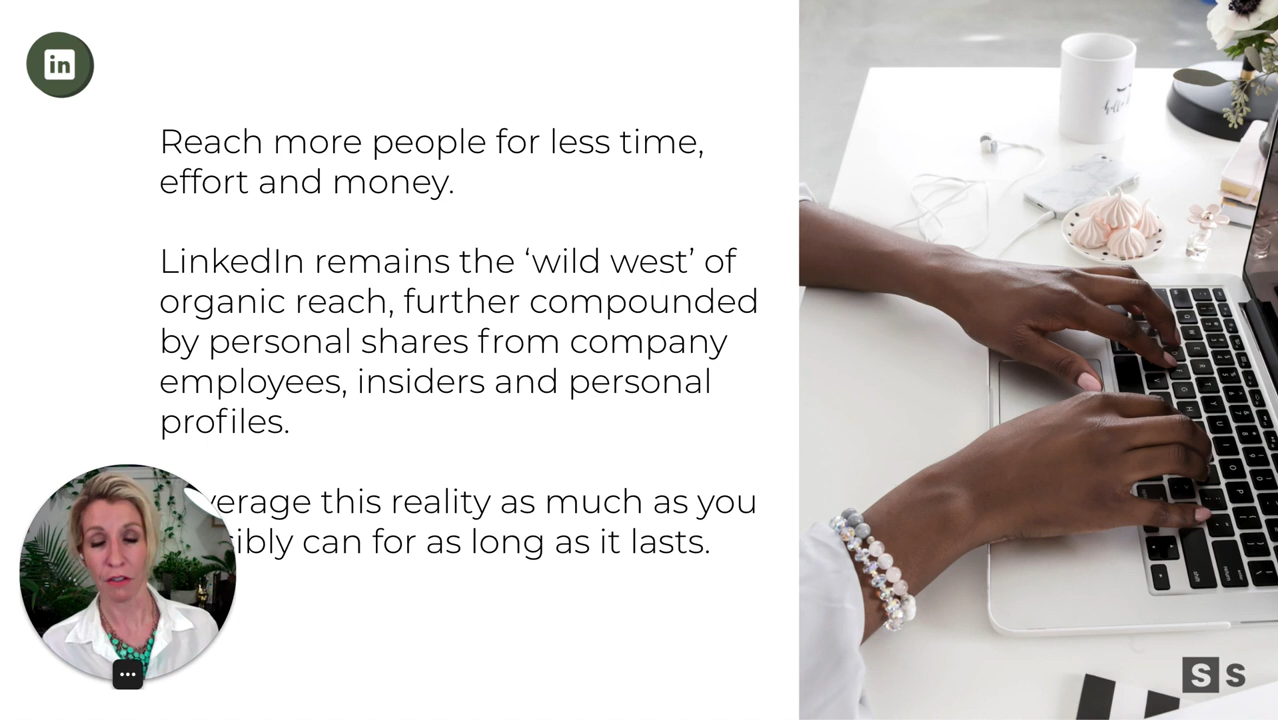 in
Reach more people for less time,
effort and money.
LinkedIn remains the ‘wild west’ of
organic reach, further compounded
by personal shares from company
employees, insiders and personal
profiles.
this reality as much as you
can for as long as it lasts.
S S